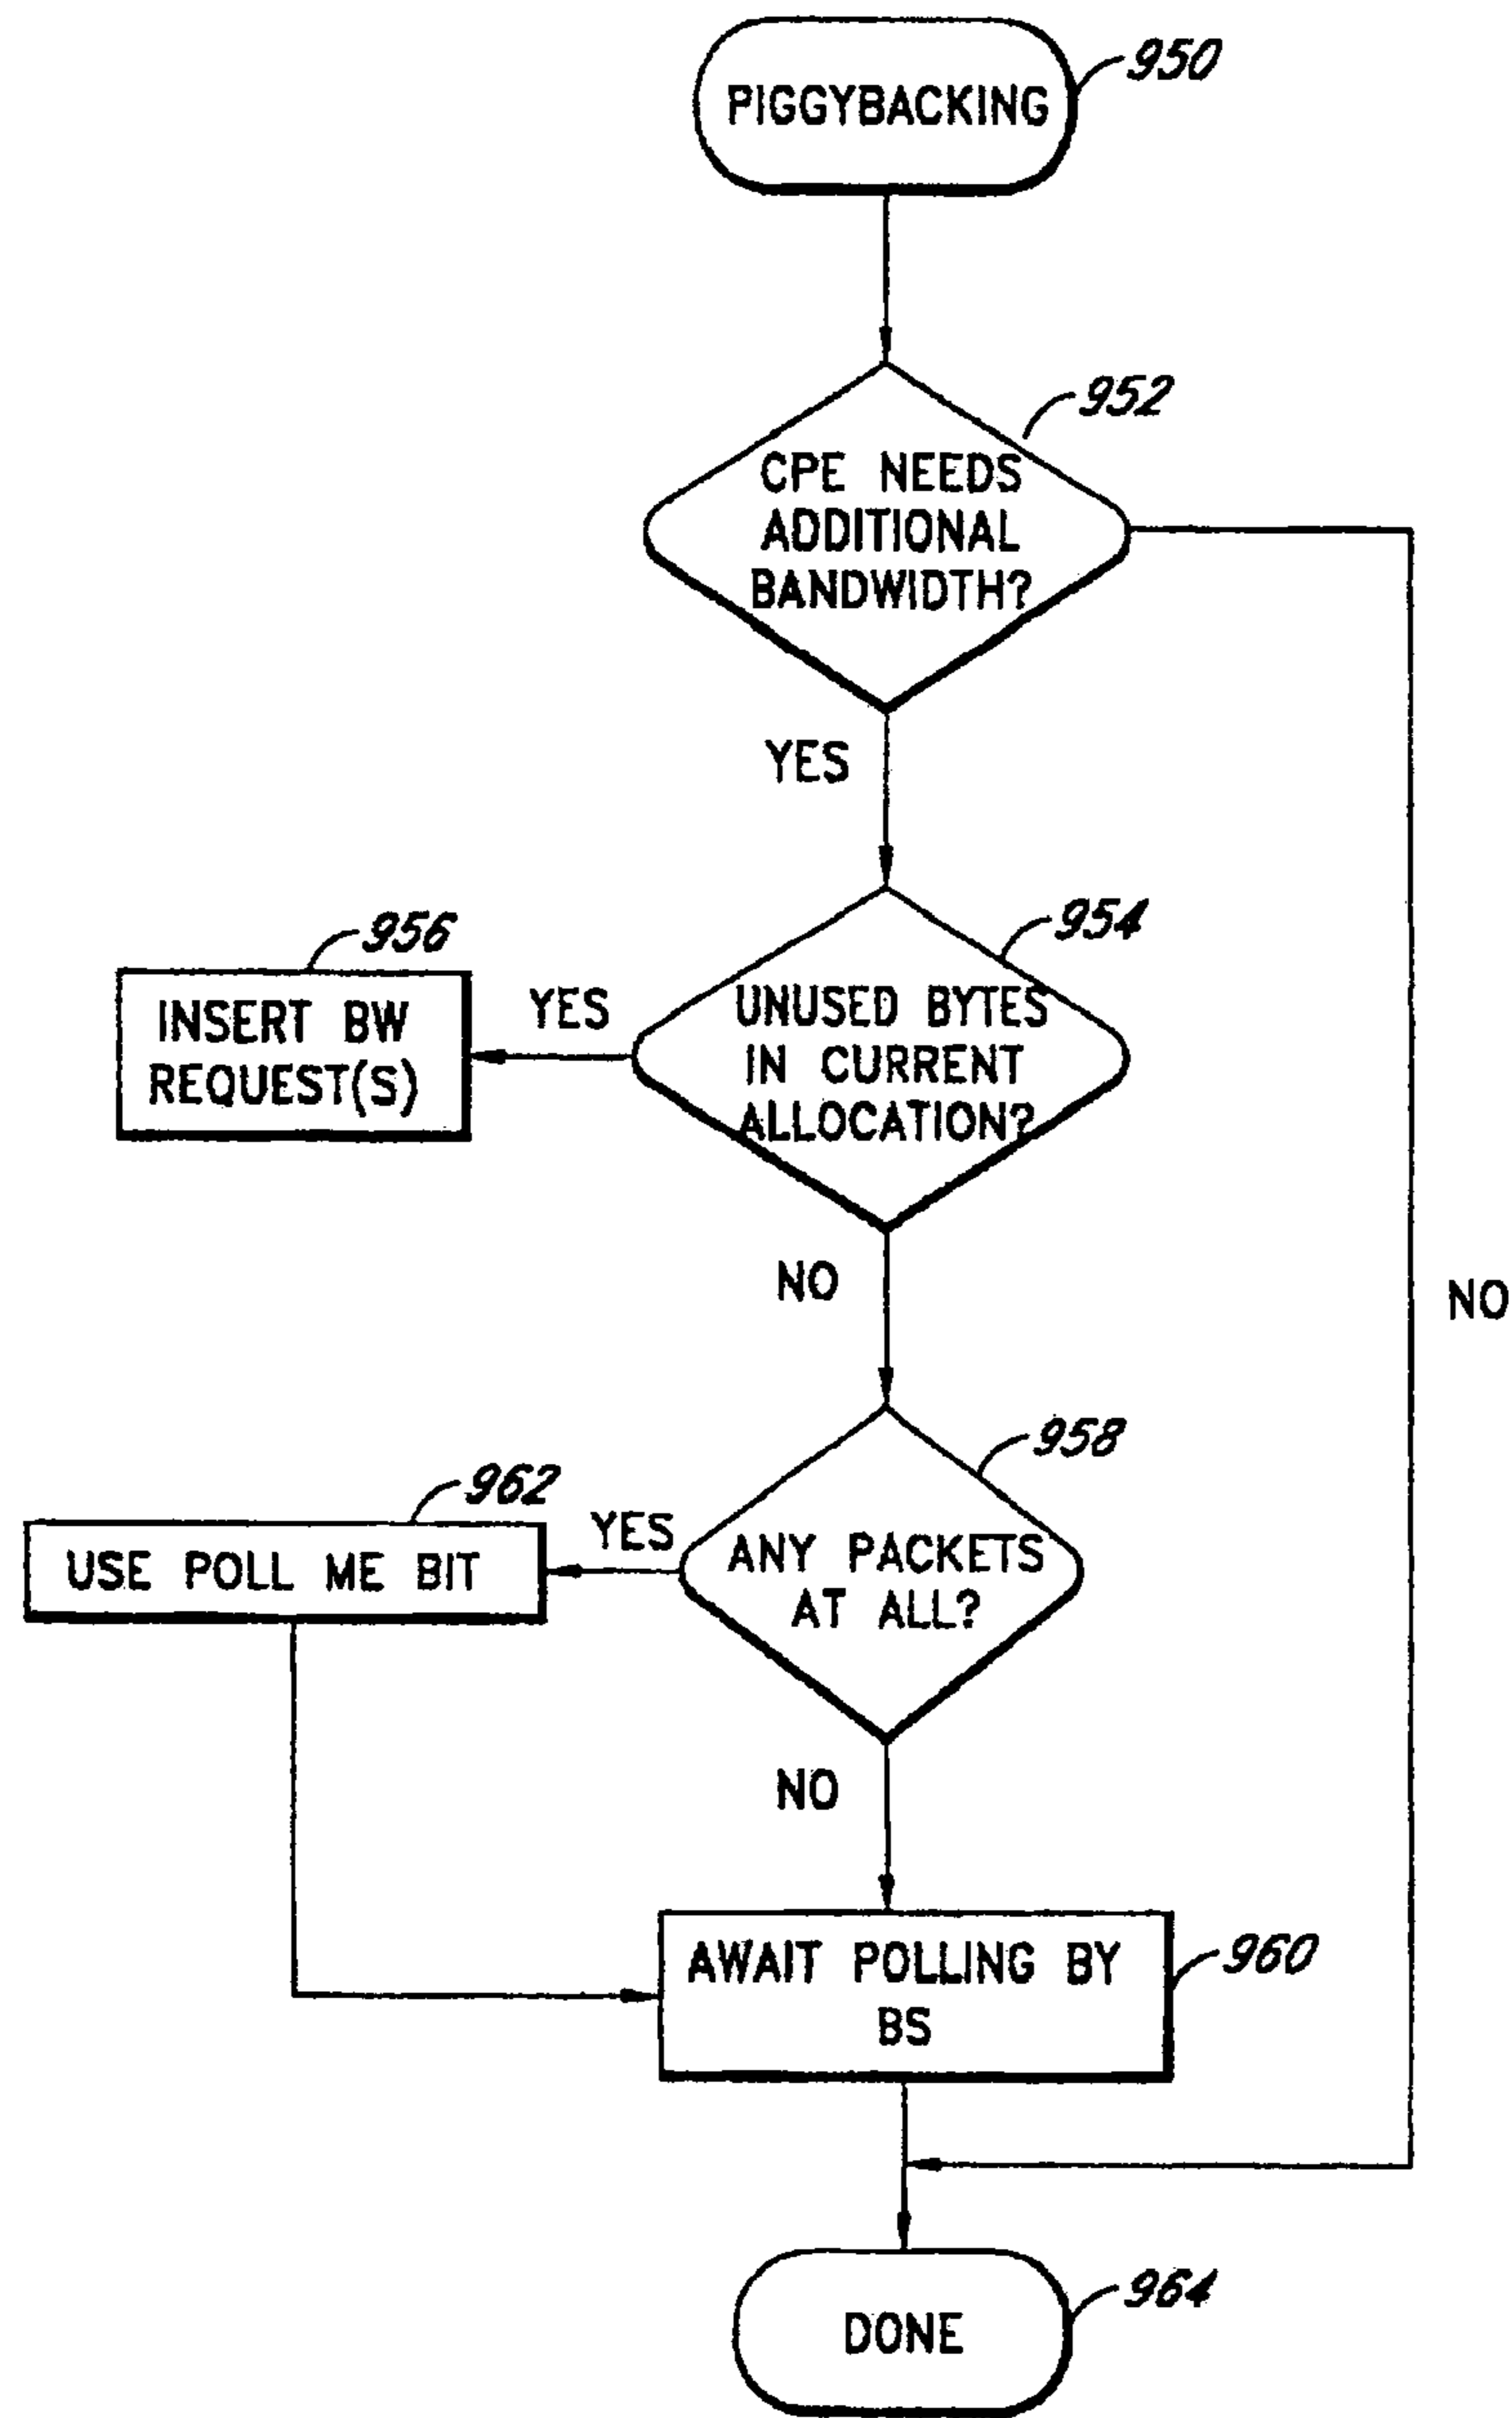 PIGGYBACKING
950
952
CPE NEEDS
ADDITIONAL
BANDWIDTH?
YES
954
956
UNUSED BYTES
IN CURRENT
ALLOCATION?
YES
INSERT BW
REQUEST(S)
NO
NO
958
962
ANY PACKETS
AT ALL?
YES
USE POLL ME BIT
NO
AWAIT POLLING BY
BS
960
964
DONE